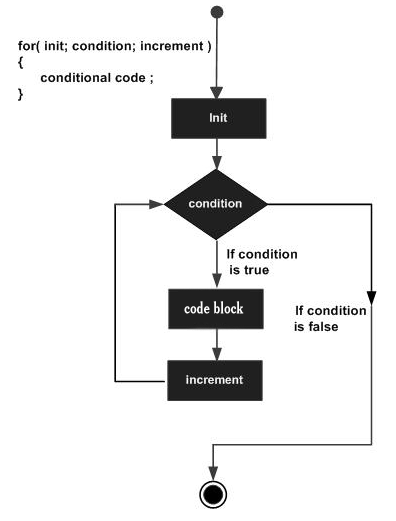 for( init; condition; increment )
{
conditional code ;
}
Init
condition
If condition
is true
code block
If condition
is false
increment